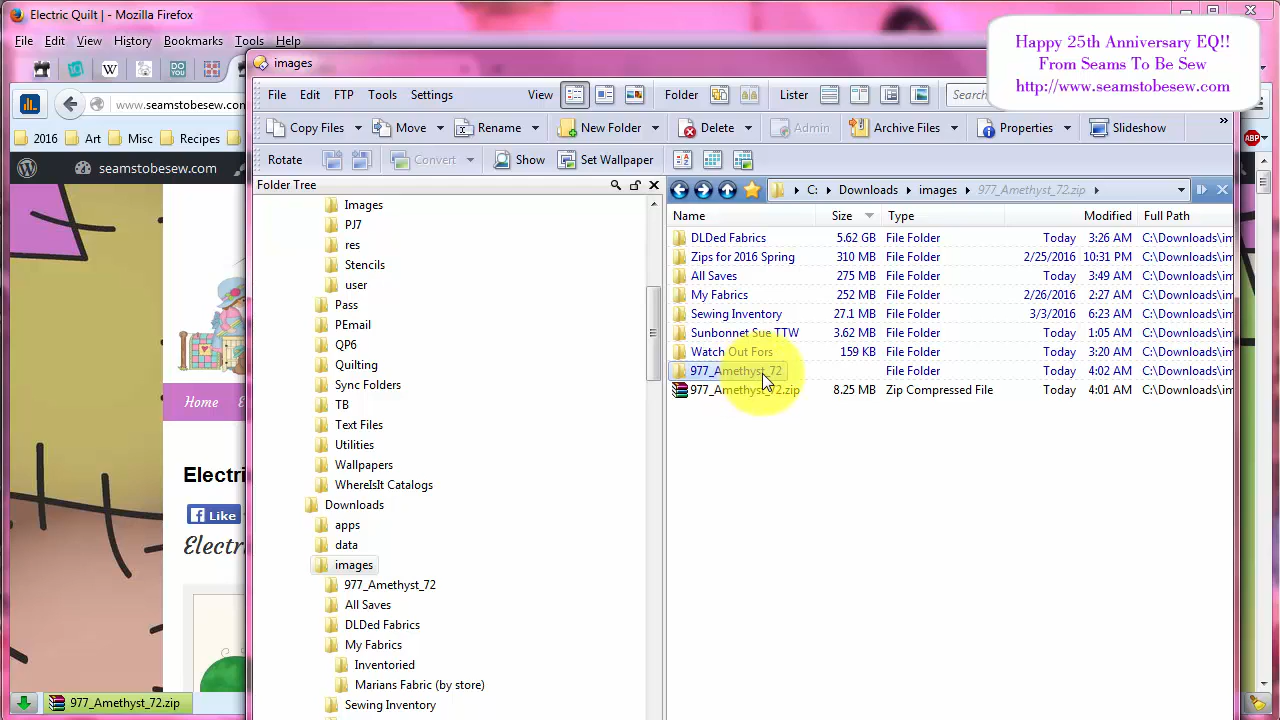 Electric Quilt | - Mozilla Firefox
File Edit View History Bookmarks Tools Help
Happy 25th Anniversary EQ!!
From Seams To Be Sew
http://www.seamstobesew.com
images
www.seamstobesew.com
File Edit FTP Tools Settings View Folder Lister Search
2016 Art Misc Recipes
Copy Files Move Rename New Folder Delete Admin Archive Files Properties Slideshow
seamstobesew.com
Rotate Convert Show Set Wallpaper
Folder Tree
C: Downloads images 977_Amethyst_72.zip
Name Size Type Modified Full Path
DLDed Fabrics 5.62 GB File Folder Today 3:26 AM C:\Downloads\im
Zips for 2016 Spring 310 MB File Folder 2/25/2016 10:31 PM C:\Downloads\im
All Saves 275 MB File Folder Today 3:49 AM C:\Downloads\im
My Fabrics 252 MB File Folder 2/26/2016 2:27 AM C:\Downloads\im
Sewing Inventory 27.1 MB File Folder 3/3/2016 6:23 AM C:\Downloads\im
Sunbonnet Sue TTW 3.62 MB File Folder Today 1:05 AM C:\Downloads\im
Watch Out Fors 159 KB File Folder Today 3:20 AM C:\Downloads\im
977_Amethyst_72 File Folder Today 4:02 AM C:\Downloads\im
977_Amethyst_72.zip 8.25 MB Zip Compressed File Today 4:01 AM C:\Downloads\im
Images
PJ7
res
Stencils
user
Pass
PEmail
QP6
Quilting
Sync Folders
TB
Text Files
Utilities
Wallpapers
WhereIsIt Catalogs
Downloads
apps
data
images
977_Amethyst_72
All Saves
DLDed Fabrics
My Fabrics
Inventoried
Marians Fabric (by store)
Sewing Inventory
Home
Electri
Like
Electri
977_Amethyst_72.zip